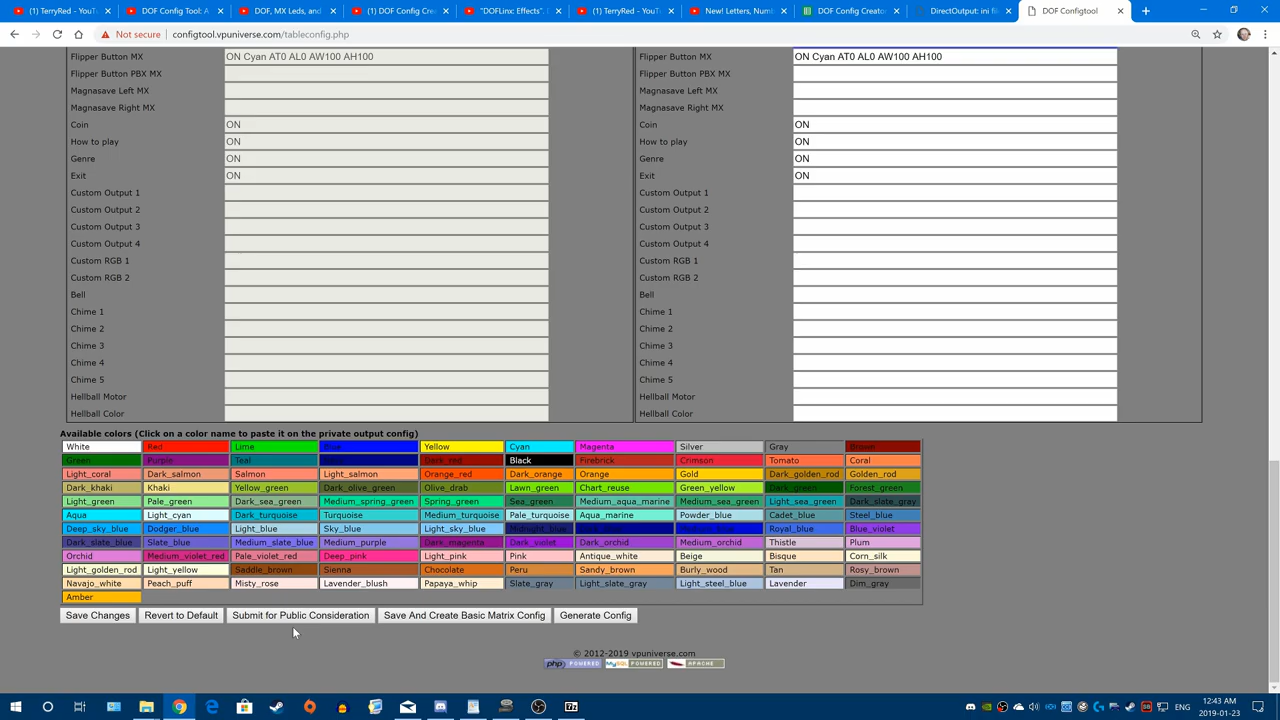 (1) TerryRed - YouTu
DOF Config Tool: A
DOF, MX Leds, and
(1) DOF Config Cre
"DOFLinx: Effects". D
(1) TerryRed - YouTu
New! Letters, Numb
DOF Config Creator
DirectOutput: ini file
DOF Configtool
Not secure | configtool.vpuniverse.com/tableconfig.php
Flipper Button MX ON Cyan AT0 AL0 AW100 AH100 Flipper Button MX ON Cyan AT0 AL0 AW100 AH100
Flipper Button PBX MX Flipper Button PBX MX
Magnasave Left MX Magnasave Left MX
Magnasave Right MX Magnasave Right MX
Coin ON Coin ON
How to play ON How to play ON
Genre ON Genre ON
Exit ON Exit ON
Custom Output 1 Custom Output 1
Custom Output 2 Custom Output 2
Custom Output 3 Custom Output 3
Custom Output 4 Custom Output 4
Custom RGB 1 Custom RGB 1
Custom RGB 2 Custom RGB 2
Bell Bell
Chime 1 Chime 1
Chime 2 Chime 2
Chime 3 Chime 3
Chime 4 Chime 4
Chime 5 Chime 5
Hellball Motor Hellball Motor
Hellball Color Hellball Color
Available colors (Click on a color name to paste it on the private output config)
White Red Lime Blue Yellow Cyan Magenta Silver Gray Brown
Green Purple Teal Dark_red Black Firebrick Crimson Tomato Coral
Light_coral Dark_salmon Salmon Light_salmon Orange_red Dark_orange Orange Gold Dark_golden_rod Golden_rod
Dark_khaki Khaki Yellow_green Dark_olive_green Olive_drab Lawn_green Chart_reuse Green_yellow Dark_green Forest_green
Light_green Pale_green Dark_sea_green Medium_spring_green Spring_green Sea_green Medium_aqua_marine Medium_sea_green Light_sea_green Dark_slate_gray
Aqua Light_cyan Dark_turquoise Turquoise Medium_turquoise Pale_turquoise Aqua_marine Powder_blue Cadet_blue Steel_blue
Deep_sky_blue Dodger_blue Light_blue Sky_blue Light_sky_blue Midnight_blue Royal_blue Blue_violet
Dark_slate_blue Slate_blue Medium_slate_blue Medium_purple Dark_magenta Dark_violet Dark_orchid Medium_orchid Thistle Plum
Orchid Medium_violet_red Pale_violet_red Deep_pink Light_pink Pink Antique_white Beige Bisque Corn_silk
Light_golden_rod Light_yellow Saddle_brown Sienna Chocolate Peru Sandy_brown Burly_wood Tan Rosy_brown
Navajo_white Peach_puff Misty_rose Lavender_blush Papaya_whip Slate_gray Light_slate_gray Light_steel_blue Lavender Dim_gray
Amber
Save Changes Revert to Default Submit for Public Consideration Save And Create Basic Matrix Config Generate Config
© 2012-2019 vpuniverse.com
php POWERED MySQL POWERED APACHE
ENG 12:43 AM
2019-01-23